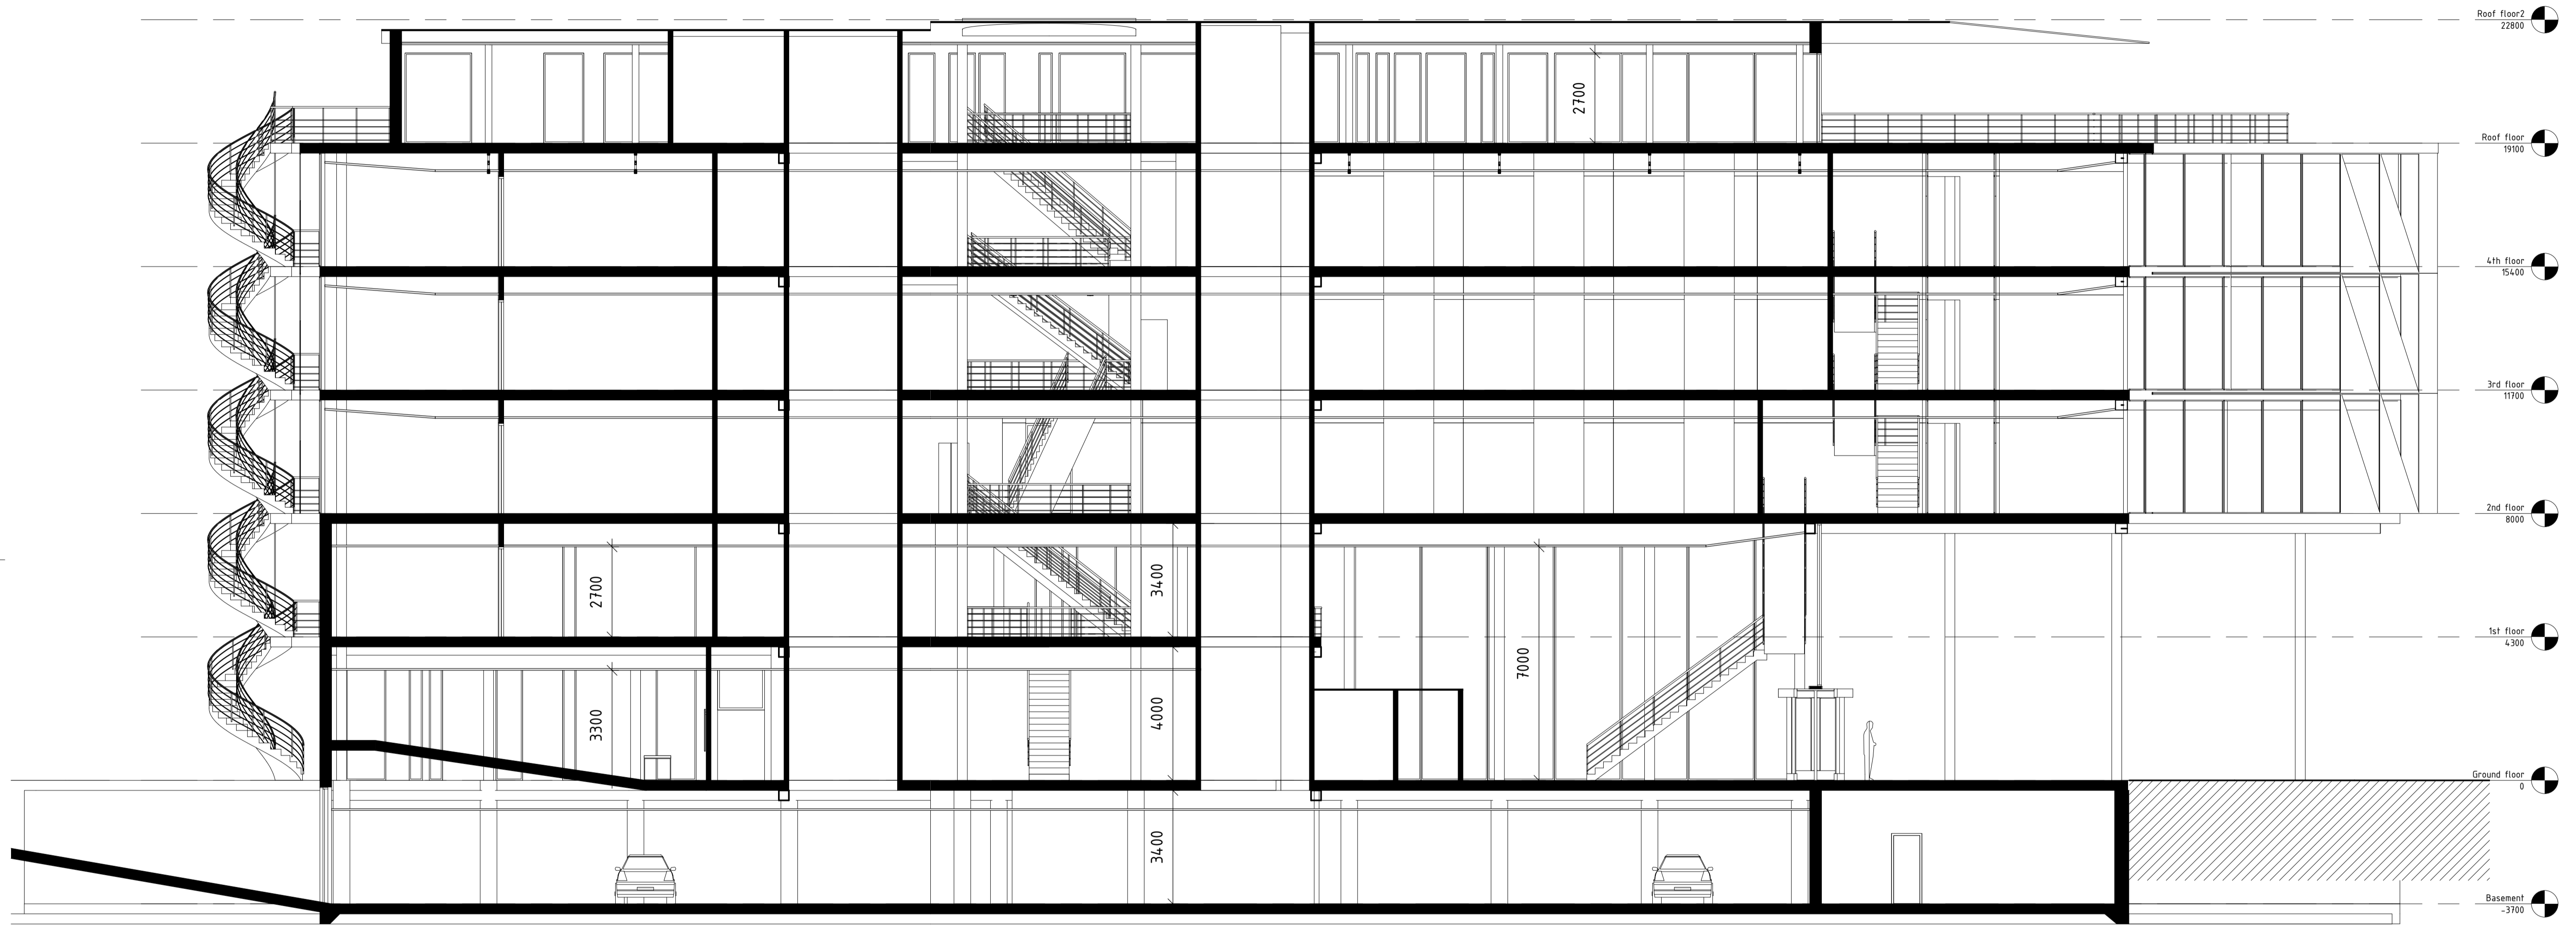 Roof floor2
22800
2700
Roof floor
19100
4th floor
15400
3rd floor
11700
2nd floor
8000
2700
3400
1st floor
4300
7000
3300
4000
Ground floor
0
3400
Basement
-3700